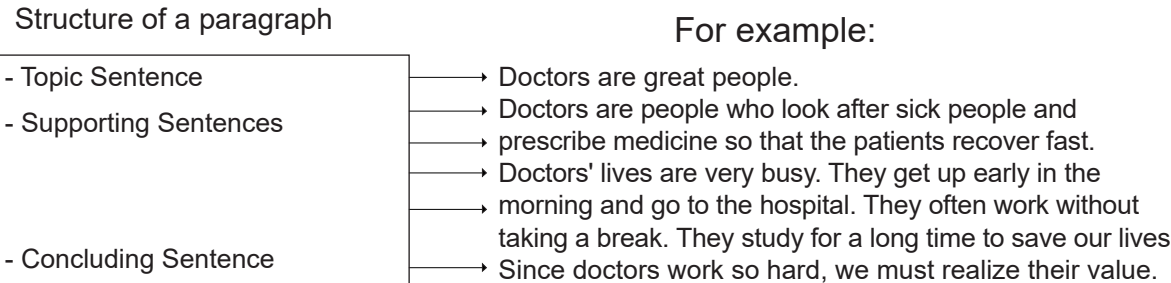 Structure of a paragraph
For example:
- Topic Sentence
Doctors are great people.
- Supporting Sentences
Doctors are people who look after sick people and
prescribe medicine so that the patients recover fast.
Doctors' lives are very busy. They get up early in the
morning and go to the hospital. They often work without
taking a break. They study for a long time to save our lives
- Concluding Sentence
Since doctors work so hard, we must realize their value.